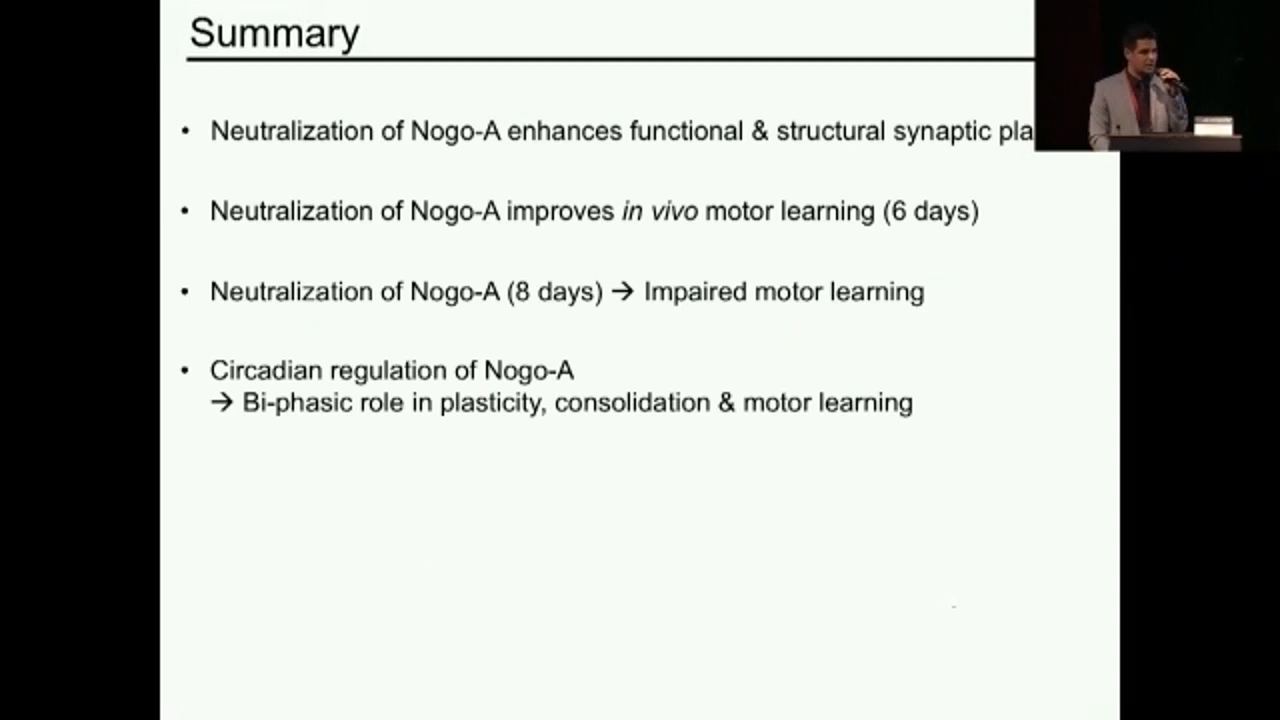 Summary
• Neutralization of Nogo-A enhances functional & structural synaptic pla
• Neutralization of Nogo-A improves in vivo motor learning (6 days)
• Neutralization of Nogo-A (8 days) → Impaired motor learning
• Circadian regulation of Nogo-A
→ Bi-phasic role in plasticity, consolidation & motor learning